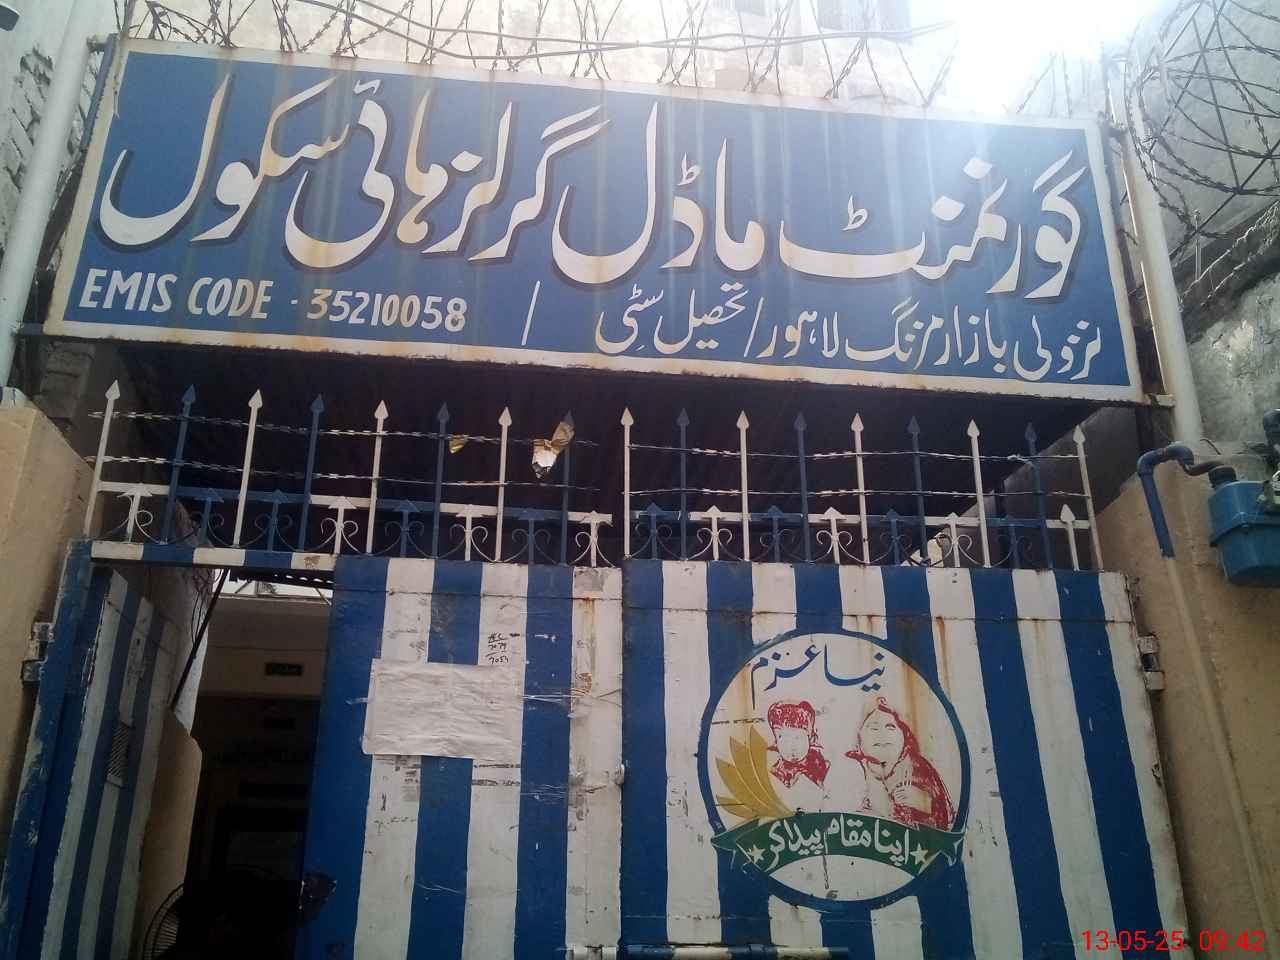 گورنمنٹ ماڈل گرلز ہائی سکول
نزولی بازار مزنگ لاہور / تحصیل سٹی /
EMIS CODE - 35210058
نیا عزم
اپنا مقام پیدا کر
13-05-25 09:42